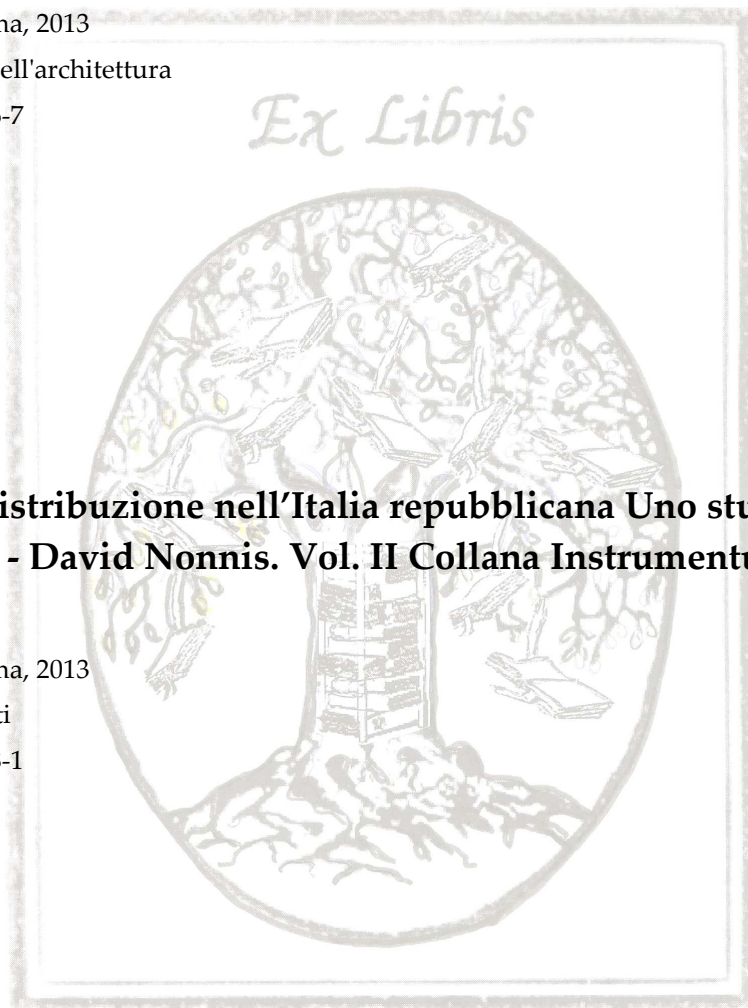 na, 2013
ell'architettura
-7
Ex Libris
istribuzione nell’Italia repubblicana Uno stu
- David Nonnis. Vol. II Collana Instrumentu
na, 2013
ti
-1